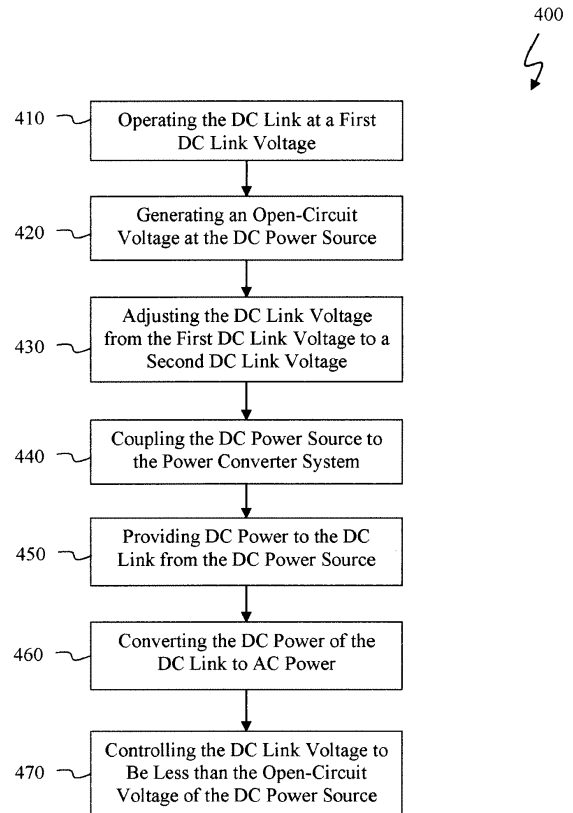 400
410
Operating the DC Link at a First
DC Link Voltage
420
Generating an Open-Circuit
Voltage at the DC Power Source
430
Adjusting the DC Link Voltage
from the First DC Link Voltage to a
Second DC Link Voltage
440
Coupling the DC Power Source to
the Power Converter System
450
Providing DC Power to the DC
Link from the DC Power Source
460
Converting the DC Power of the
DC Link to AC Power
470
Controlling the DC Link Voltage to
Be Less than the Open-Circuit
Voltage of the DC Power Source